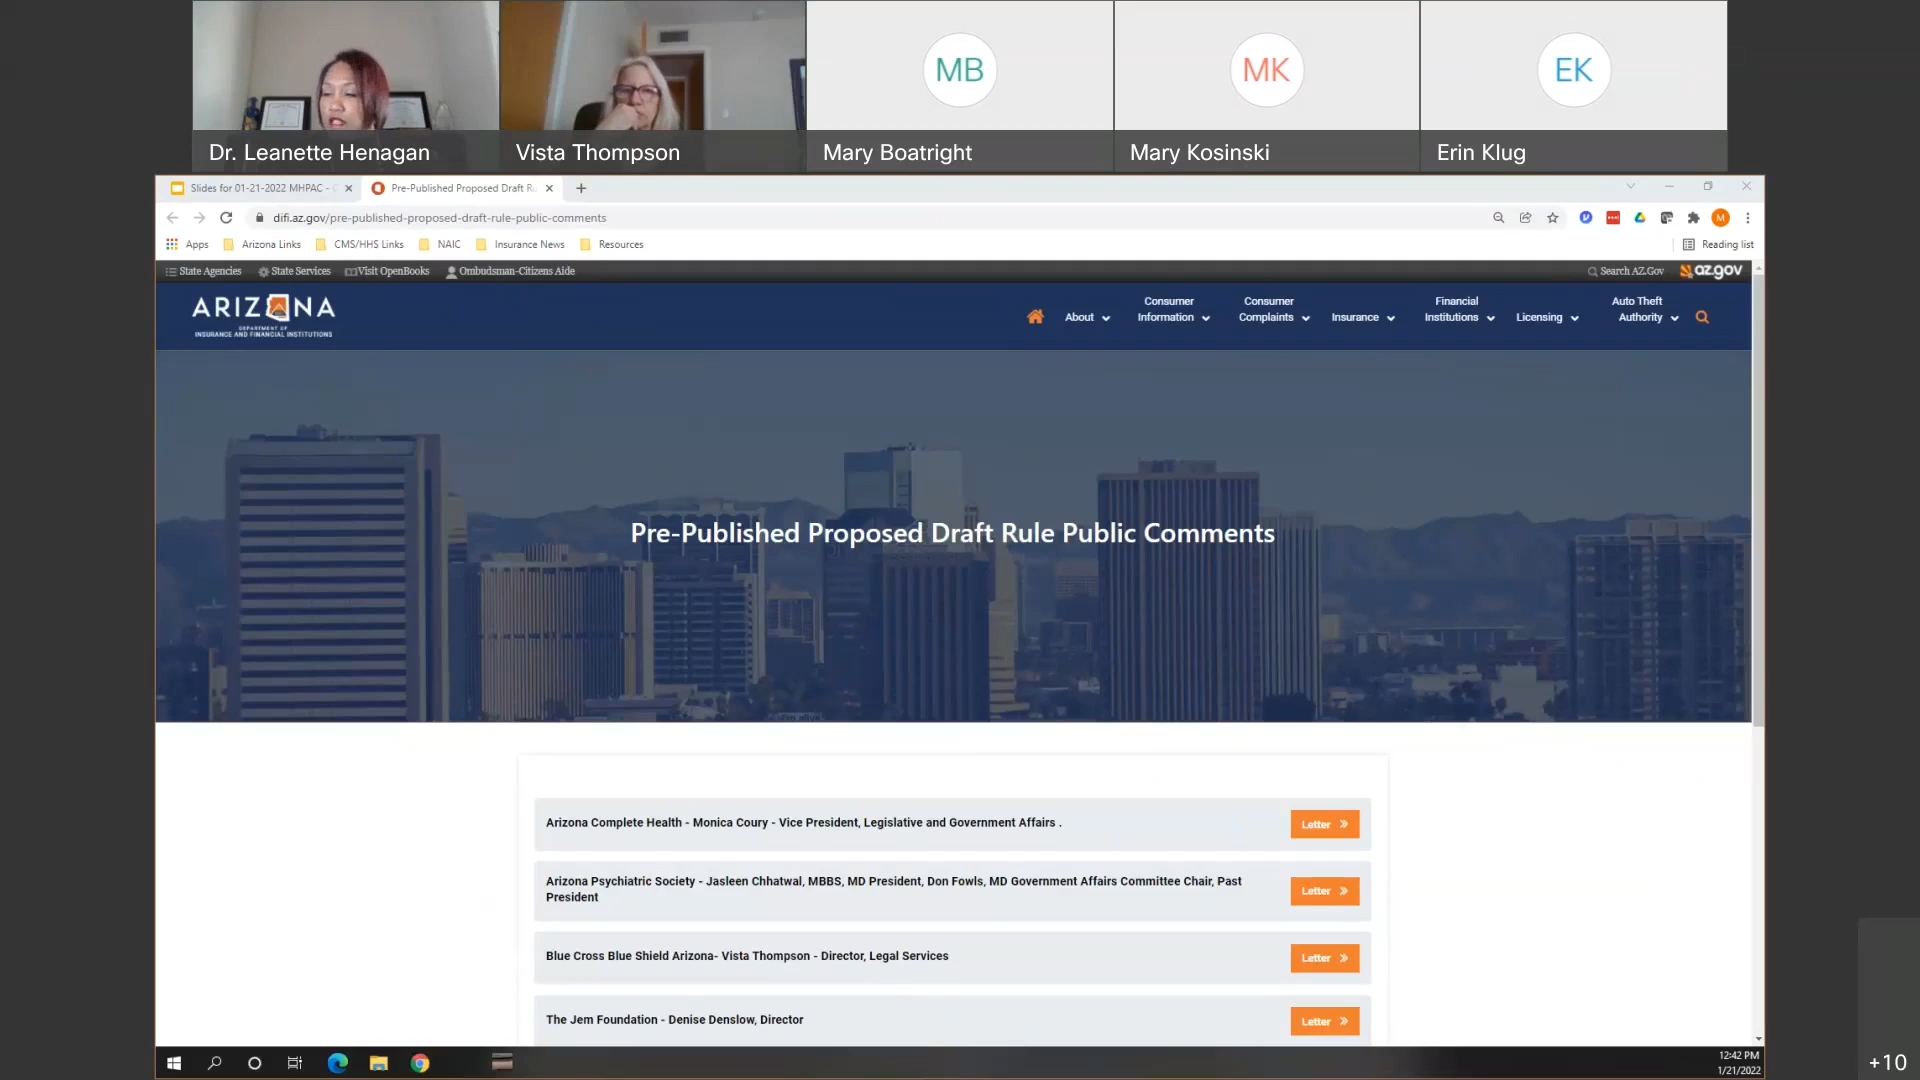 MB
MK
EK
Dr. Leanette Henagan
Vista Thompson
Mary Boatright
Mary Kosinski
Erin Klug
Slides for 01-21-2022 MHPAC -
Pre-Published Proposed Draft R
difi.az.gov/pre-published-proposed-draft-rule-public-comments
M
Apps
Arizona Links
CMS/HHS Links
NAIC
Insurance News
Resources
Reading list
State Agencies
State Services
Visit OpenBooks
Ombudsman-Citizens Aide
Search AZ.Gov
az.gov
ARIZONA
DEPARTMENT OF
INSURANCE AND FINANCIAL INSTITUTIONS
About
Consumer
Information
Consumer
Complaints
Insurance
Financial
Institutions
Licensing
Auto Theft
Authority
Pre-Published Proposed Draft Rule Public Comments
Arizona Complete Health - Monica Coury - Vice President, Legislative and Government Affairs .
Letter
Arizona Psychiatric Society - Jasleen Chhatwal, MBBS, MD President, Don Fowls, MD Government Affairs Committee Chair, Past
President
Letter
Blue Cross Blue Shield Arizona- Vista Thompson - Director, Legal Services
Letter
The Jem Foundation - Denise Denslow, Director
Letter
12:42 PM
1/21/2022
+10